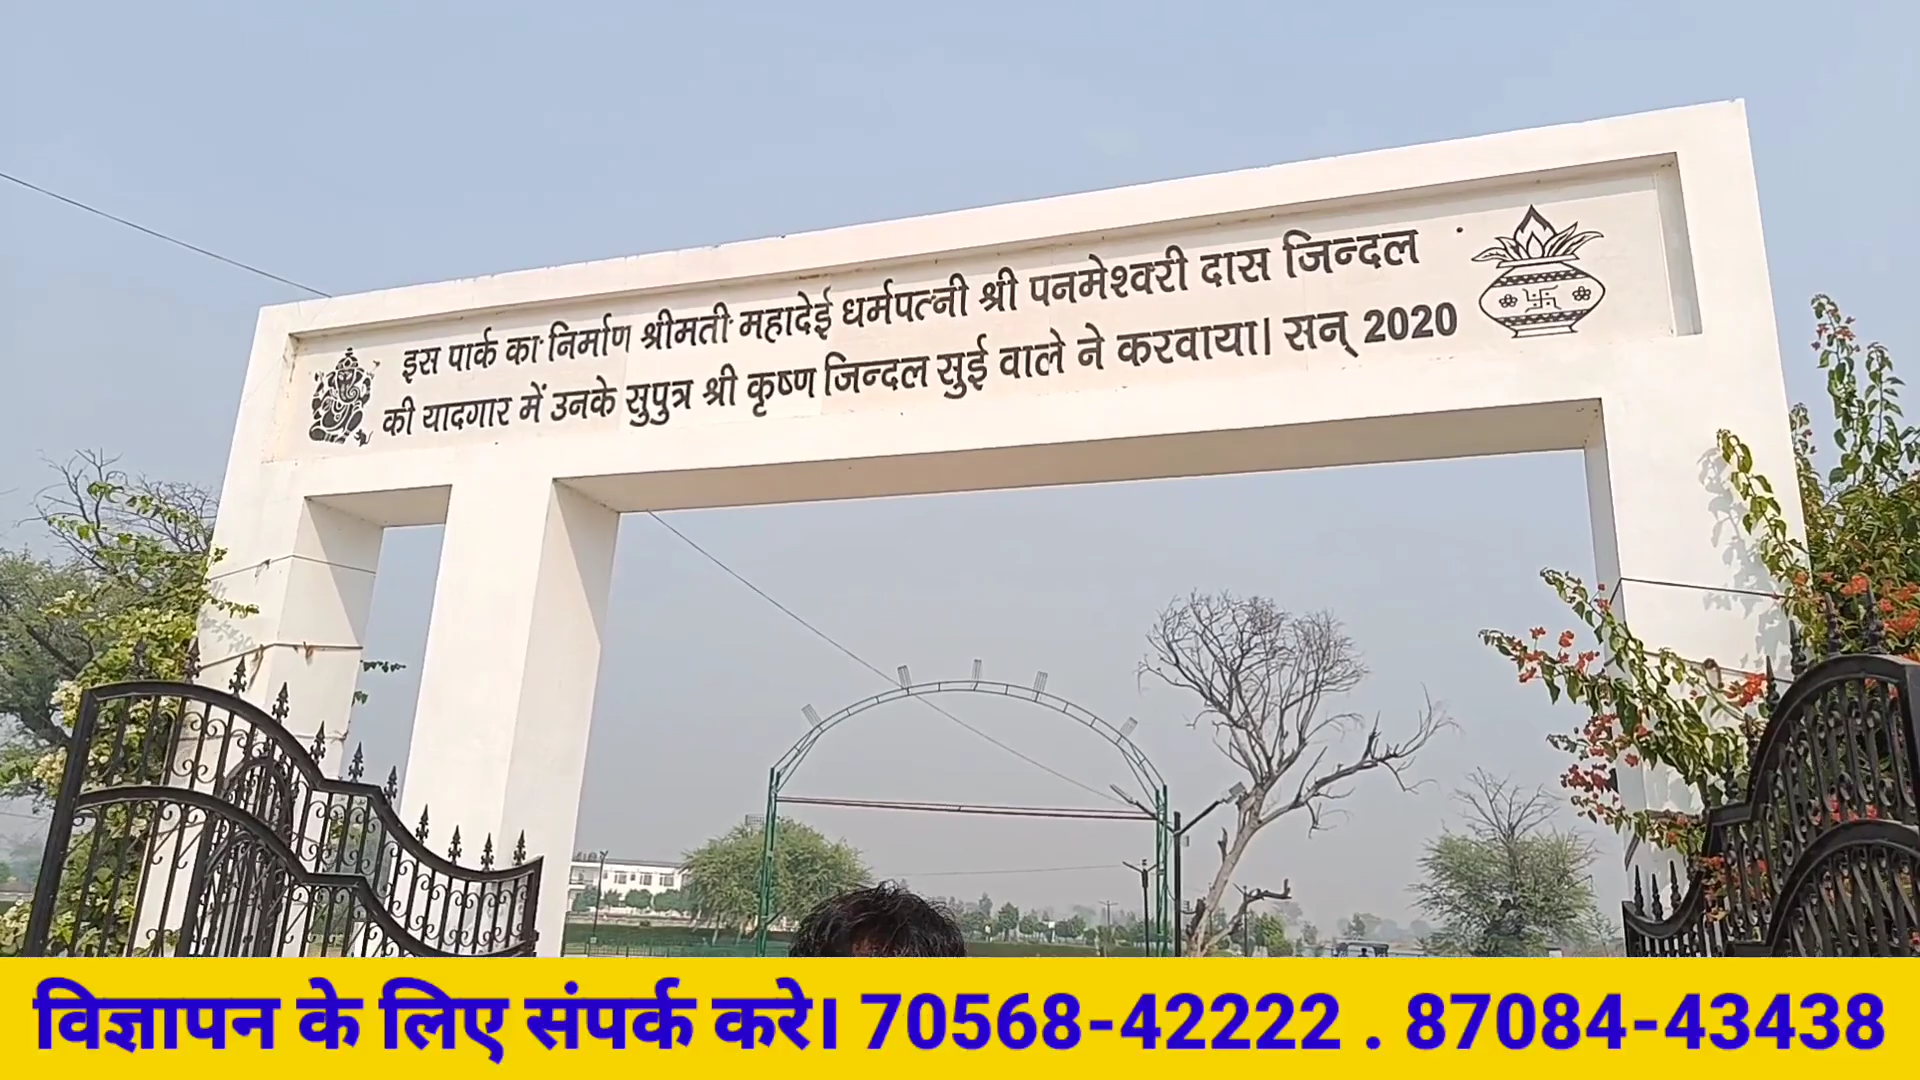 इस पार्क का निर्माण श्रीमती महादेई धर्मपत्नी श्री पनमेश्वरी दास जिन्दल
की यादगार में उनके सुपुत्र श्री कृष्ण जिन्दल सुई वाले ने करवाया। सन् 2020
विज्ञापन के लिए संपर्क करे। 70568-42222 . 87084-43438